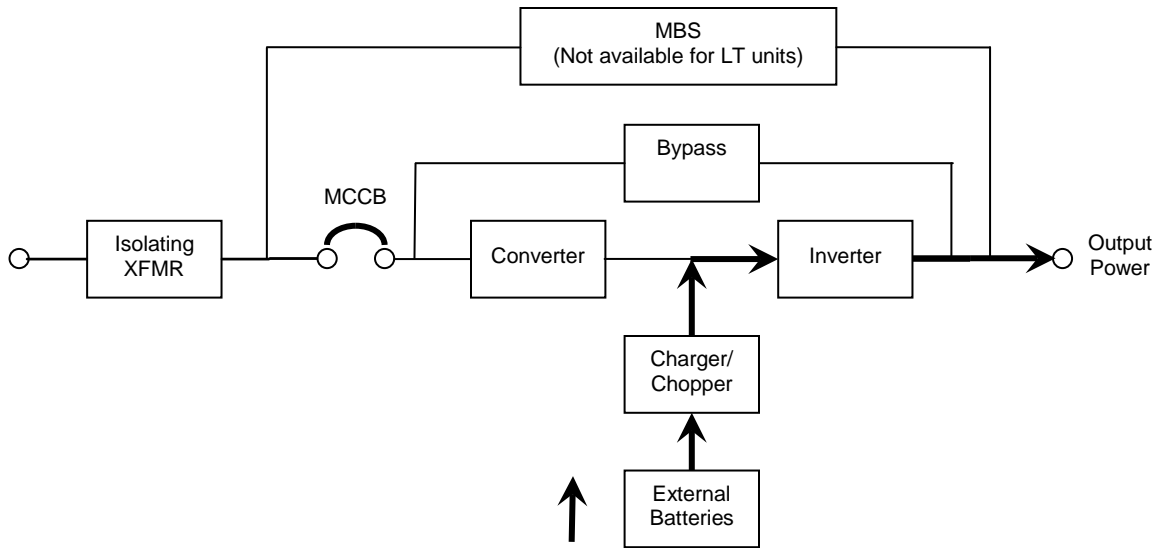 MBS
(Not available for LT units)
Bypass
MCCB
Isolating
XFMR
Converter
Inverter
Output
Power
Charger/
Chopper
External
Batteries